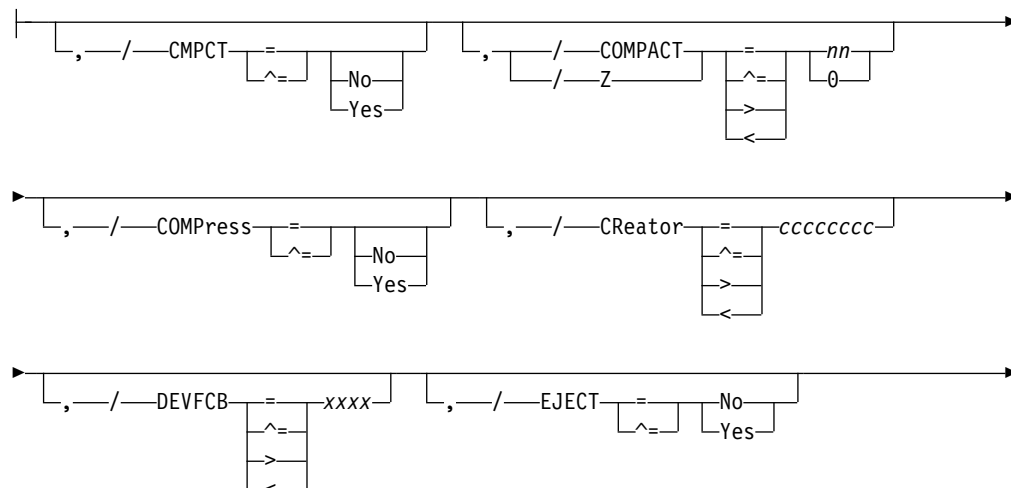 ,/CMPCT = No ,/COMPACT = nn
^= Yes /Z ^= 0
>
<
,/COMPress = No ,/CReator = cccccccc
^= Yes ^=
>
<
,/DEVFCB = xxxx ,/EJECT = No
^= ^= Yes
>
<